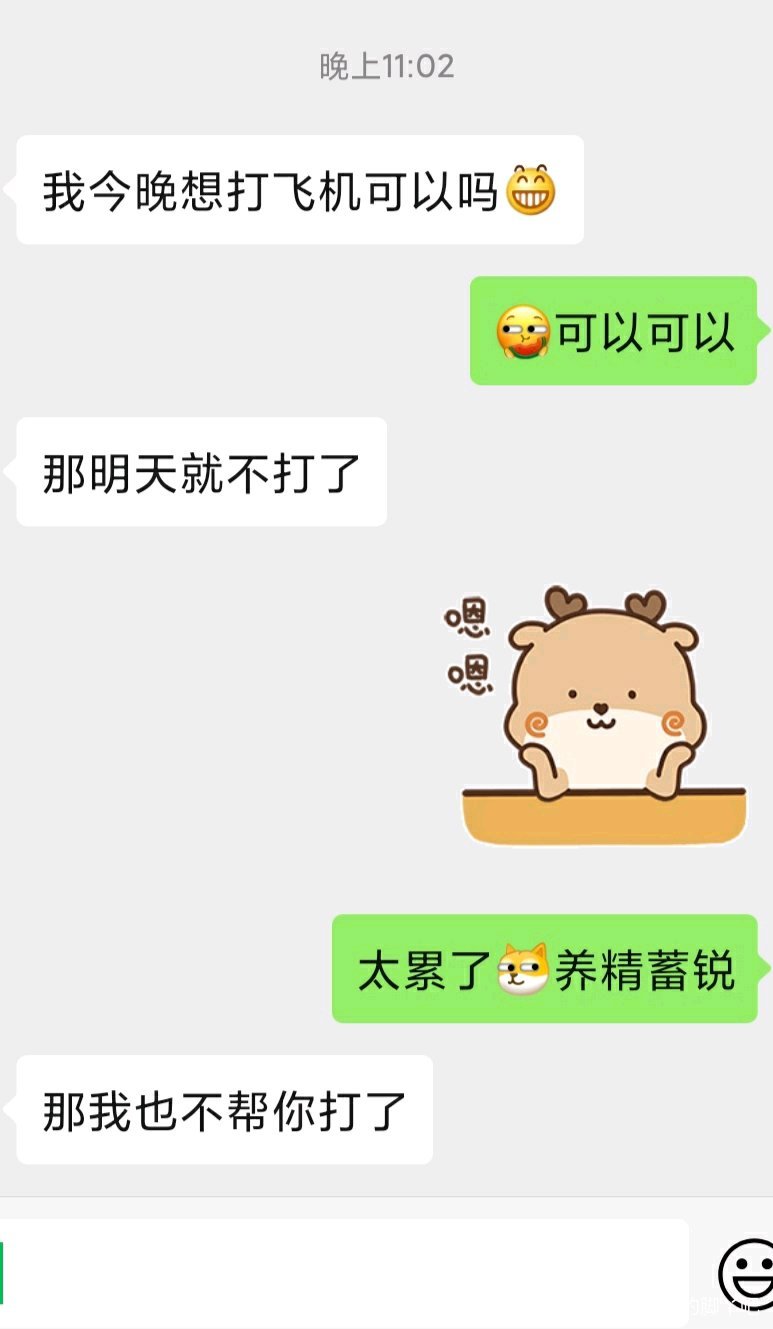 晚上11:02
我今晚想打飞机可以吗😁
🍉可以可以
那明天就不打了
嗯
嗯
太累了🐶养精蓄锐
那我也不帮你打了